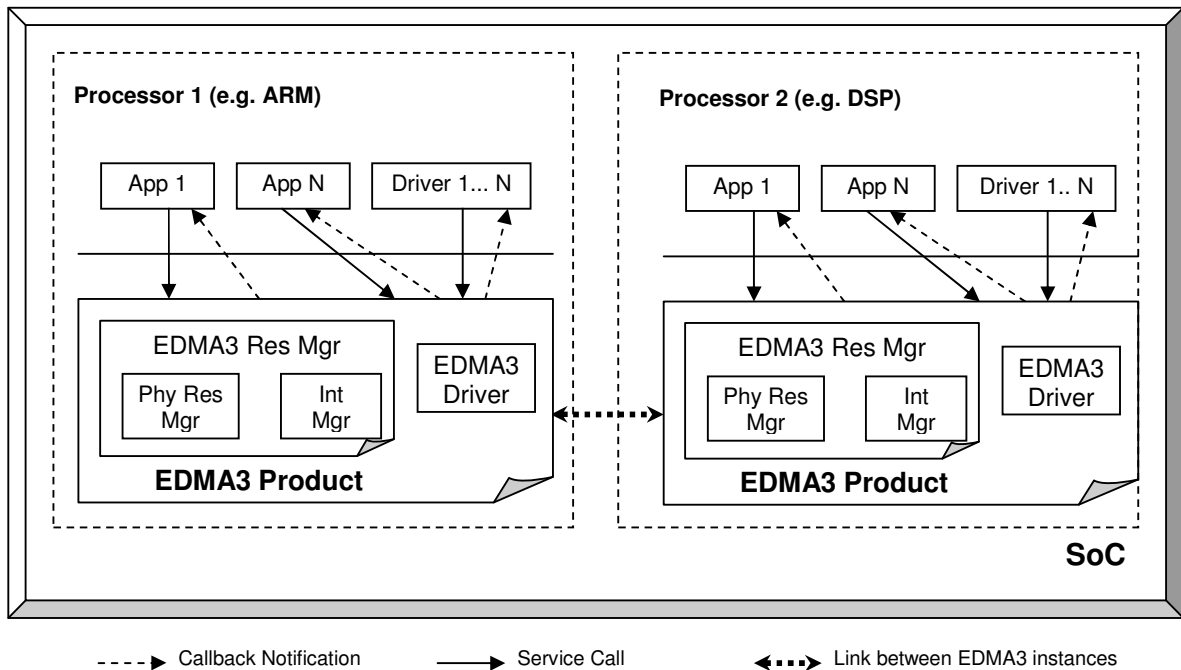 Processor 1 (e.g. ARM)
App 1
App N
Driver 1... N
EDMA3 Res Mgr
Phy Res
Mgr
Int
Mgr
EDMA3
Driver
EDMA3 Product
Processor 2 (e.g. DSP)
App 1
App N
Driver 1.. N
EDMA3 Res Mgr
Phy Res
Mgr
Int
Mgr
EDMA3
Driver
EDMA3 Product
SoC
Callback Notification
Service Call
Link between EDMA3 instances